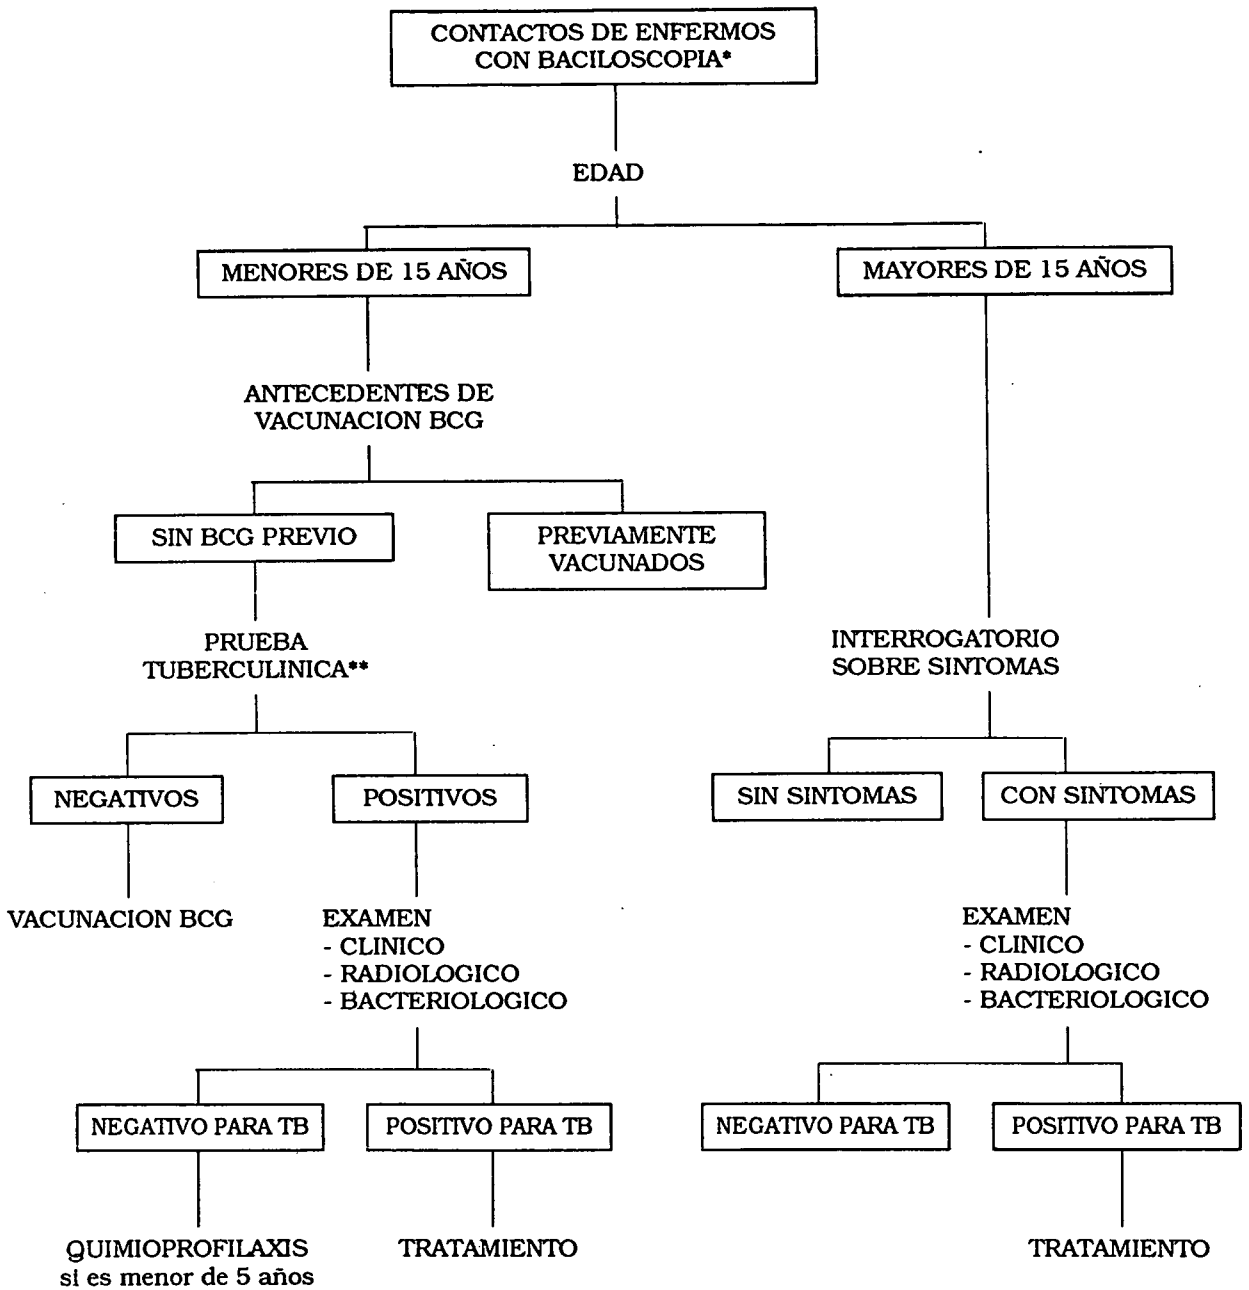 CONTACTOS DE ENFERMOS
CON BACILOSCOPIA*
EDAD
MENORES DE 15 AÑOS
MAYORES DE 15 AÑOS
ANTECEDENTES DE
VACUNACION BCG
SIN BCG PREVIO
PREVIAMENTE
VACUNADOS
PRUEBA
TUBERCULINICA**
INTERROGATORIO
SOBRE SINTOMAS
NEGATIVOS
POSITIVOS
SIN SINTOMAS
CON SINTOMAS
VACUNACION BCG
EXAMEN
- CLINICO
- RADIOLOGICO
- BACTERIOLOGICO
EXAMEN
- CLINICO
- RADIOLOGICO
- BACTERIOLOGICO
NEGATIVO PARA TB
POSITIVO PARA TB
NEGATIVO PARA TB
POSITIVO PARA TB
QUIMIOPROFILAXIS
si es menor de 5 años
TRATAMIENTO
TRATAMIENTO